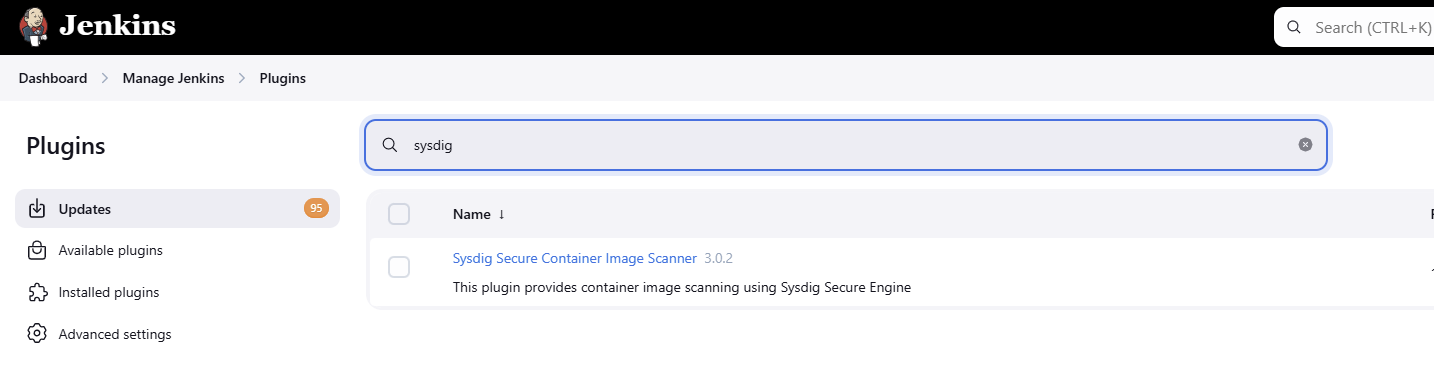 Jenkins
Search (CTRL+K)
Dashboard > Manage Jenkins > Plugins
Plugins
sysdig
Updates 95
Available plugins
Installed plugins
Advanced settings
Name ↓
Sysdig Secure Container Image Scanner 3.0.2
This plugin provides container image scanning using Sysdig Secure Engine